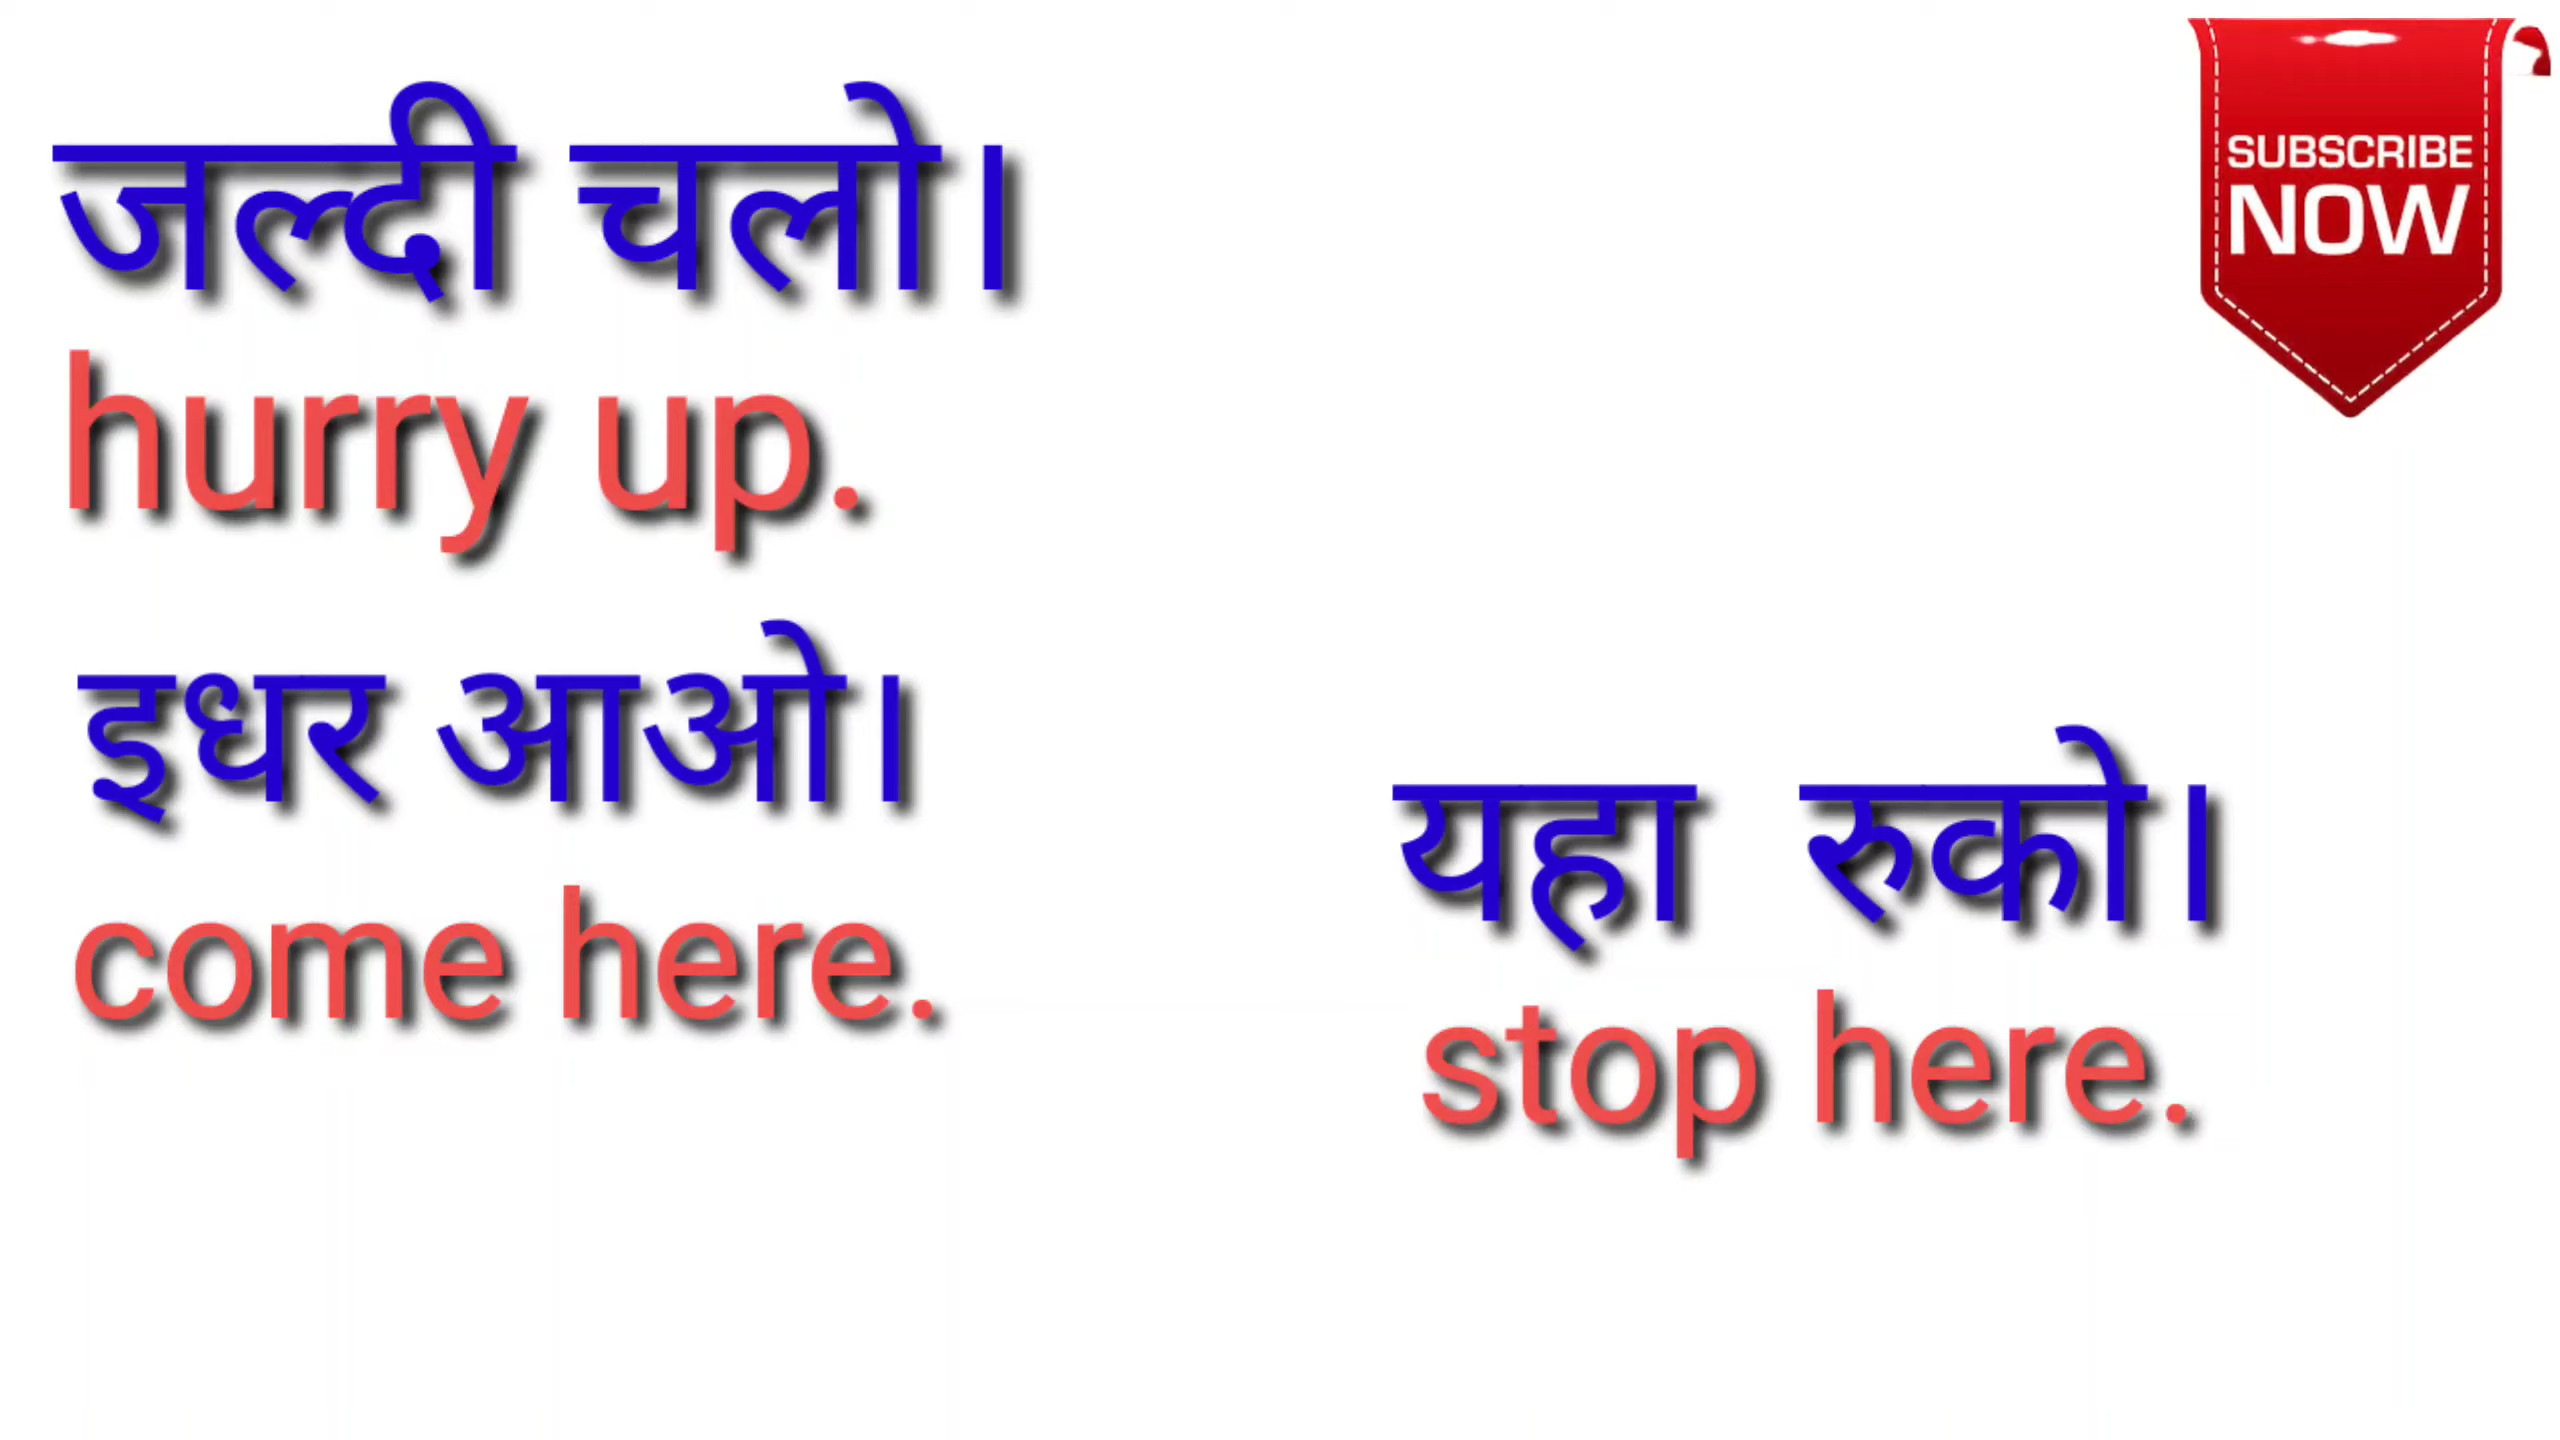 जल्दी चलो।
hurry up.
इधर आओ।
come here.
यहा रुको।
stop here.
SUBSCRIBE
NOW